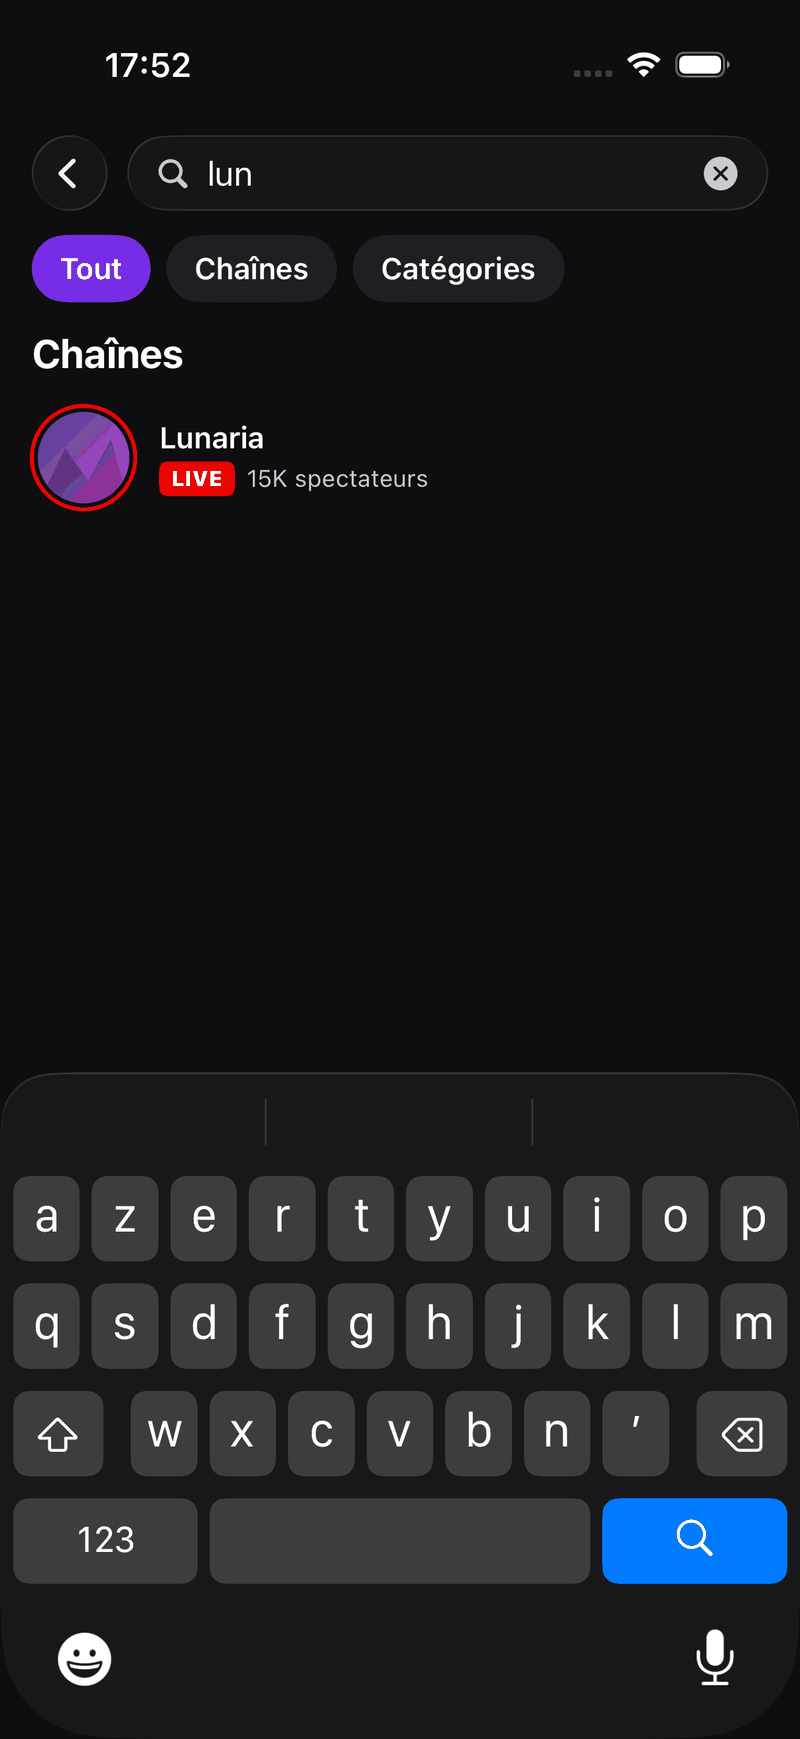 17:52
lun
Tout Chaînes Catégories
Chaînes
Lunaria
LIVE 15K spectateurs
a z e r t y u i o p
q s d f g h j k l m
w x c v b n ’
123